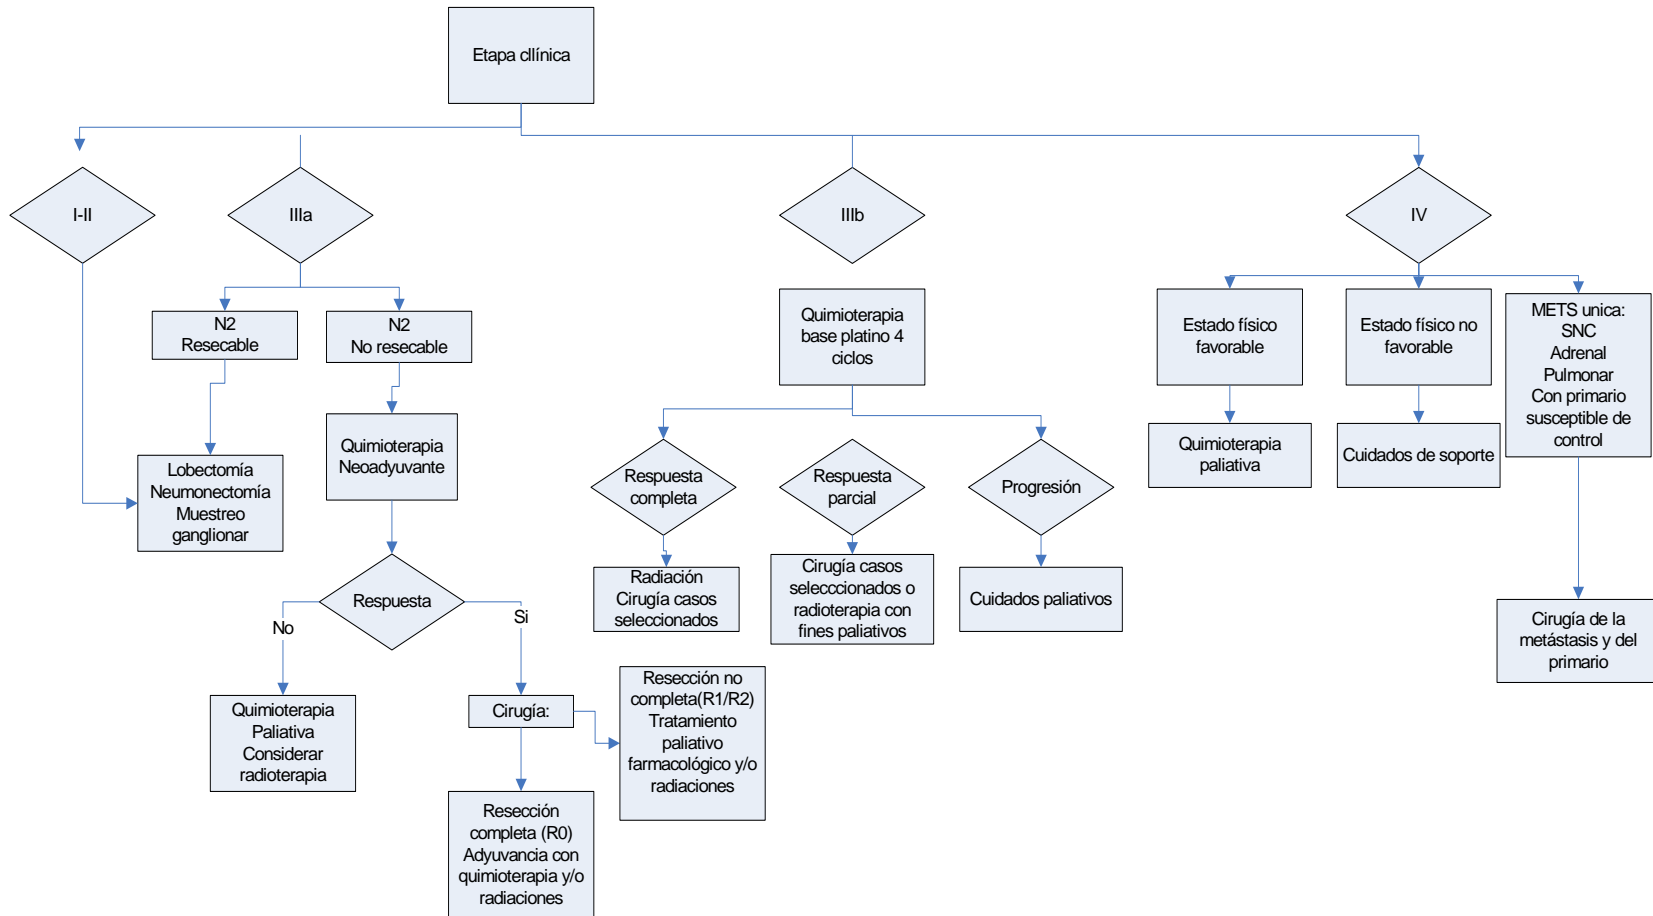 Etapa cllínica
I-II
IIIa
IIIb
IV
N2
Resecable
N2
No resecable
Quimioterapia
base platino 4
ciclos
Estado físico
favorable
Estado físico no
favorable
METS unica:
SNC
Adrenal
Pulmonar
Con primario
susceptible de
control
Quimioterapia
Neoadyuvante
Lobectomía
Neumonectomía
Muestreo
ganglionar
Respuesta
completa
Respuesta
parcial
Progresión
Quimioterapia
paliativa
Cuidados de soporte
Respuesta
No
Si
Radiación
Cirugía casos
seleccionados
Cirugía casos
selecccionados o
radioterapia con
fines paliativos
Cuidados paliativos
Cirugía de la
metástasis y del
primario
Quimioterapia
Paliativa
Considerar
radioterapia
Cirugía:
Resección no
completa(R1/R2)
Tratamiento
paliativo
farmacológico y/o
radiaciones
Resección
completa (R0)
Adyuvancia con
quimioterapia y/o
radiaciones